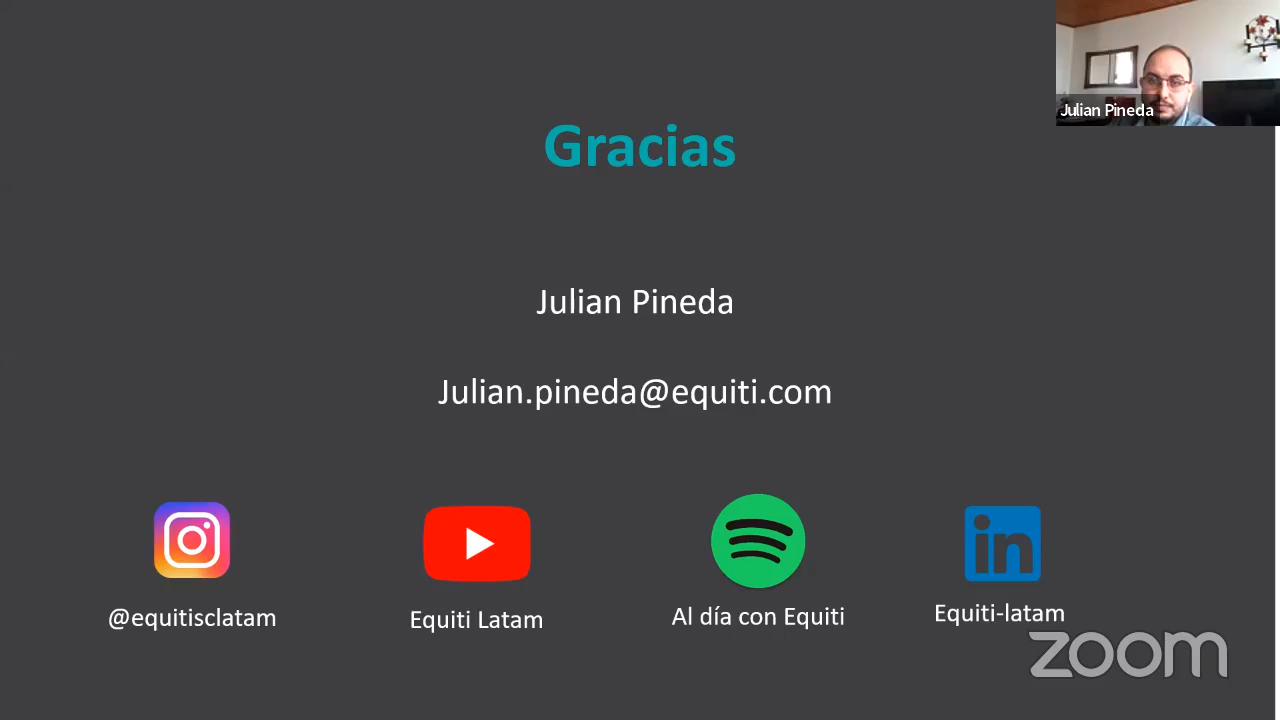 Julian Pineda
Gracias
Julian Pineda
Julian.pineda@equiti.com
in
@equitisclatam
Equiti Latam
Al día con Equiti
Equiti-latam
zoom